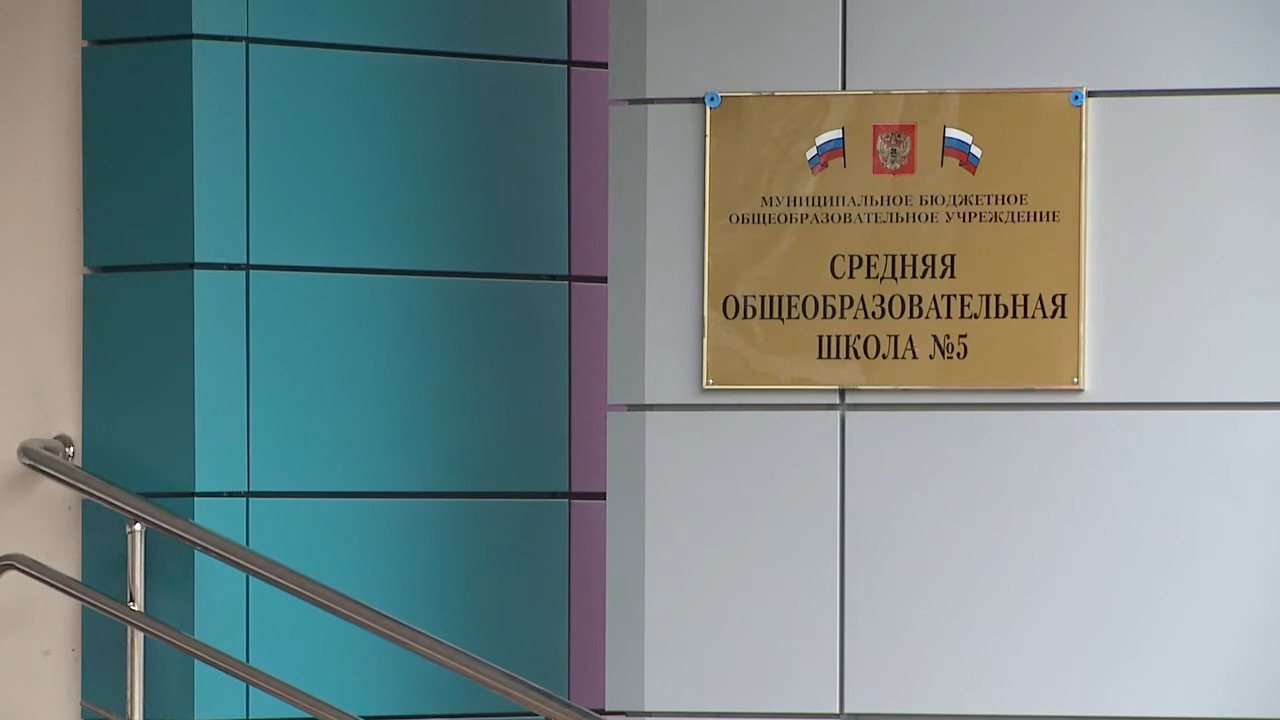 МУНИЦИПАЛЬНОЕ БЮДЖЕТНОЕ
ОБЩЕОБРАЗОВАТЕЛЬНОЕ УЧРЕЖДЕНИЕ
СРЕДНЯЯ
ОБЩЕОБРАЗОВАТЕЛЬНАЯ
ШКОЛА №5